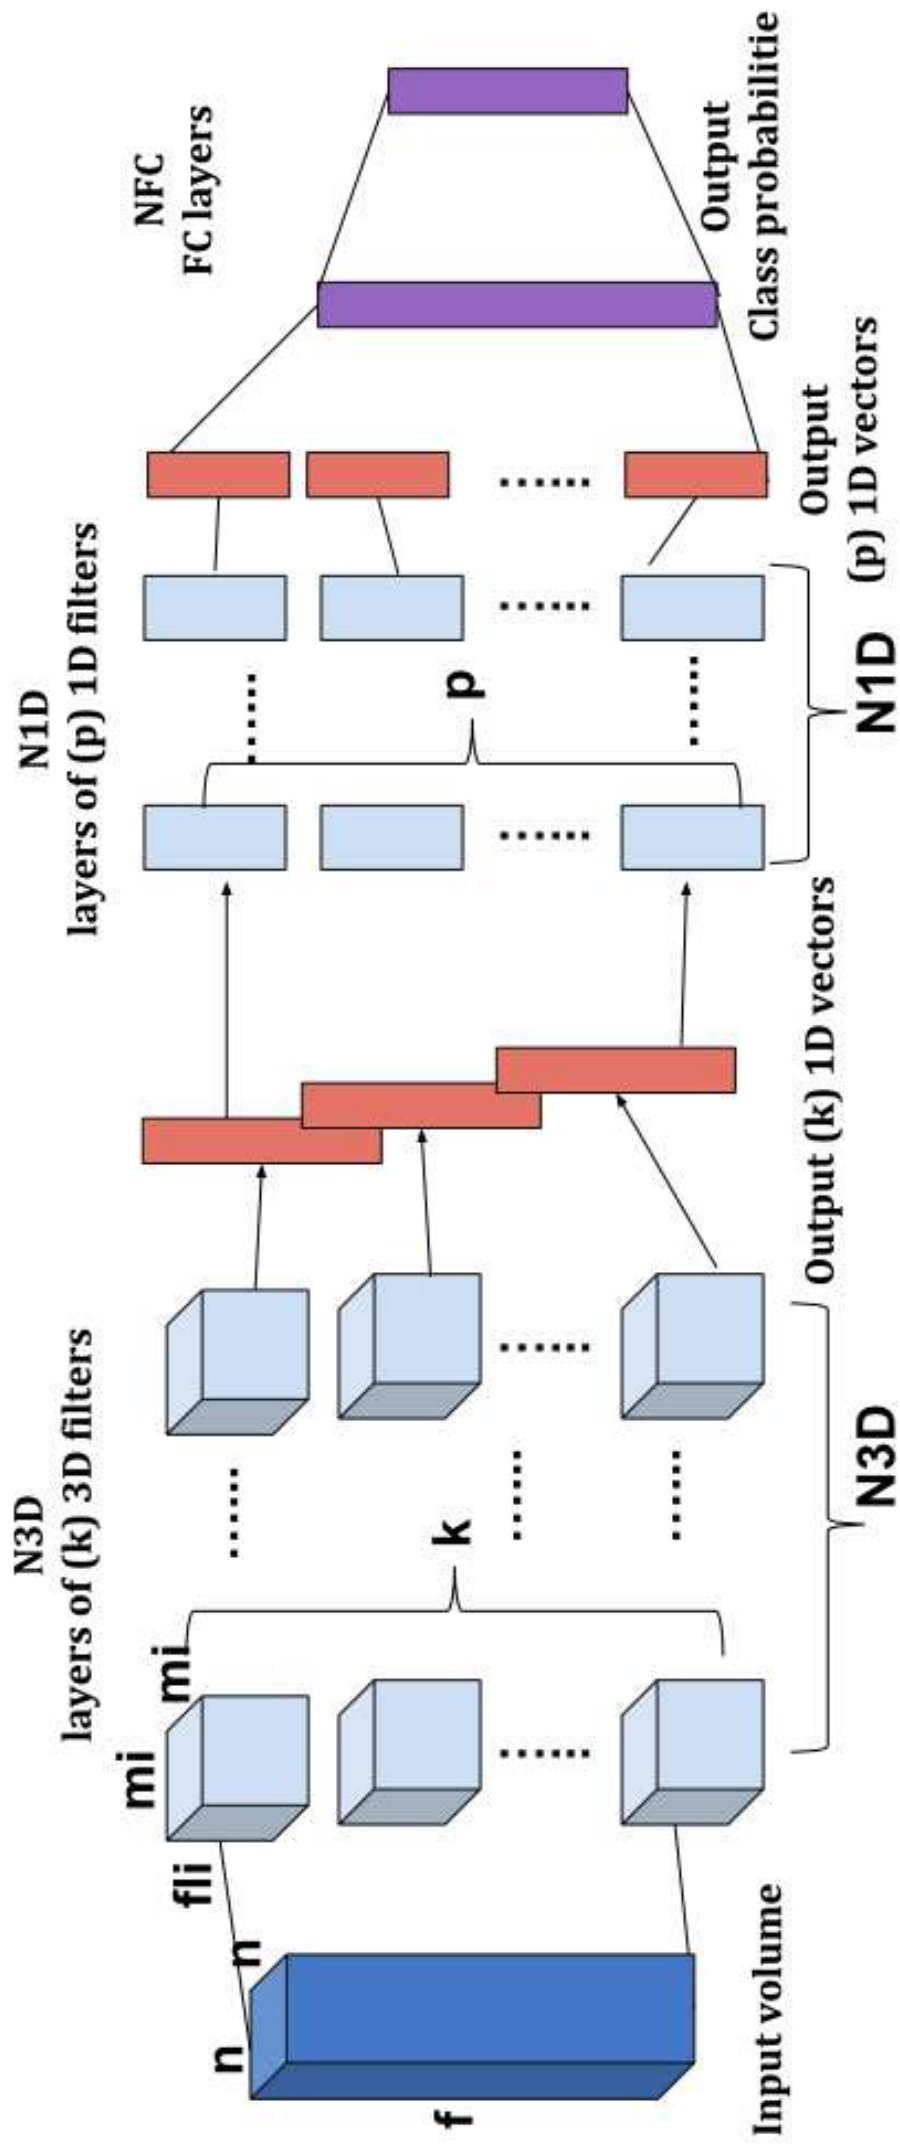 N3D
layers of (k) 3D filters
N1D
layers of (p) 1D filters
NFC
FC layers
mi
mi
fli
n
n
f
k
p
Input volume
N3D
Output (k) 1D vectors
N1D
Output
(p) 1D vectors
Output
Class probabilitie